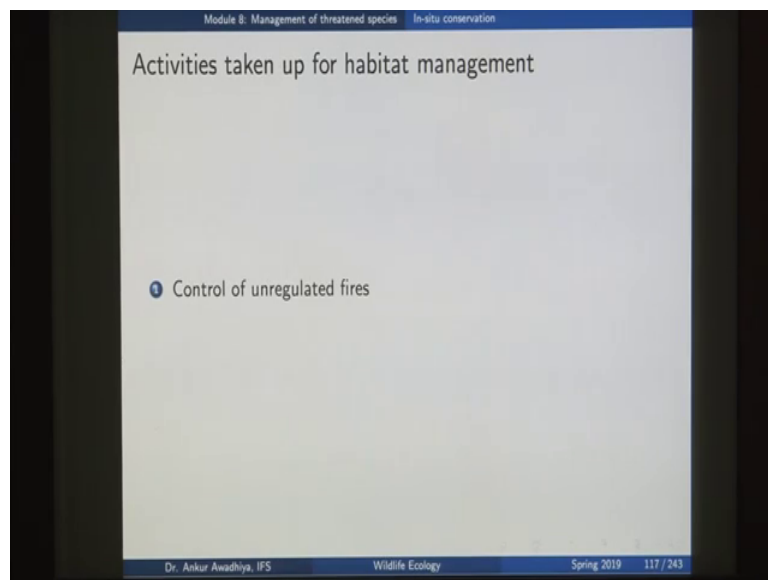 Module 8: Management of threatened species In-situ conservation
Activities taken up for habitat management
1 Control of unregulated fires
Dr. Ankur Awadhiya, IFS Wildlife Ecology Spring 2019 117 / 243